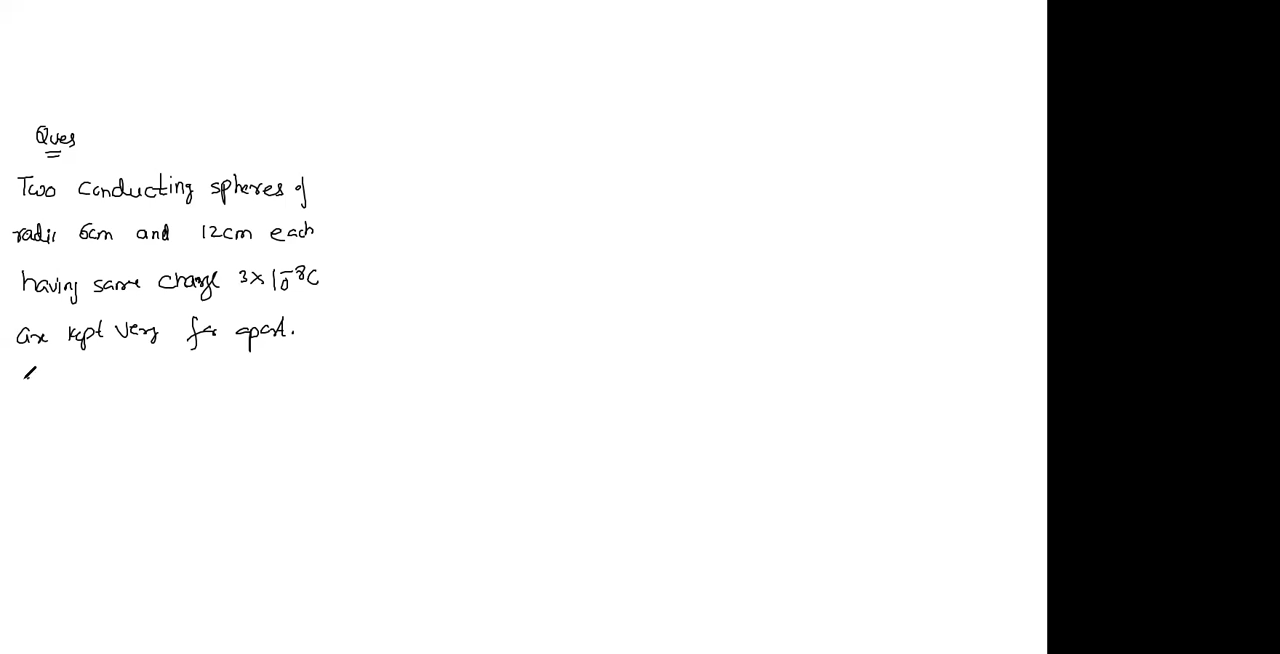 Ques
Two conducting spheres of
radii 6cm and 12cm each
having same charge 3×10⁻⁸C
are kept very far apart.